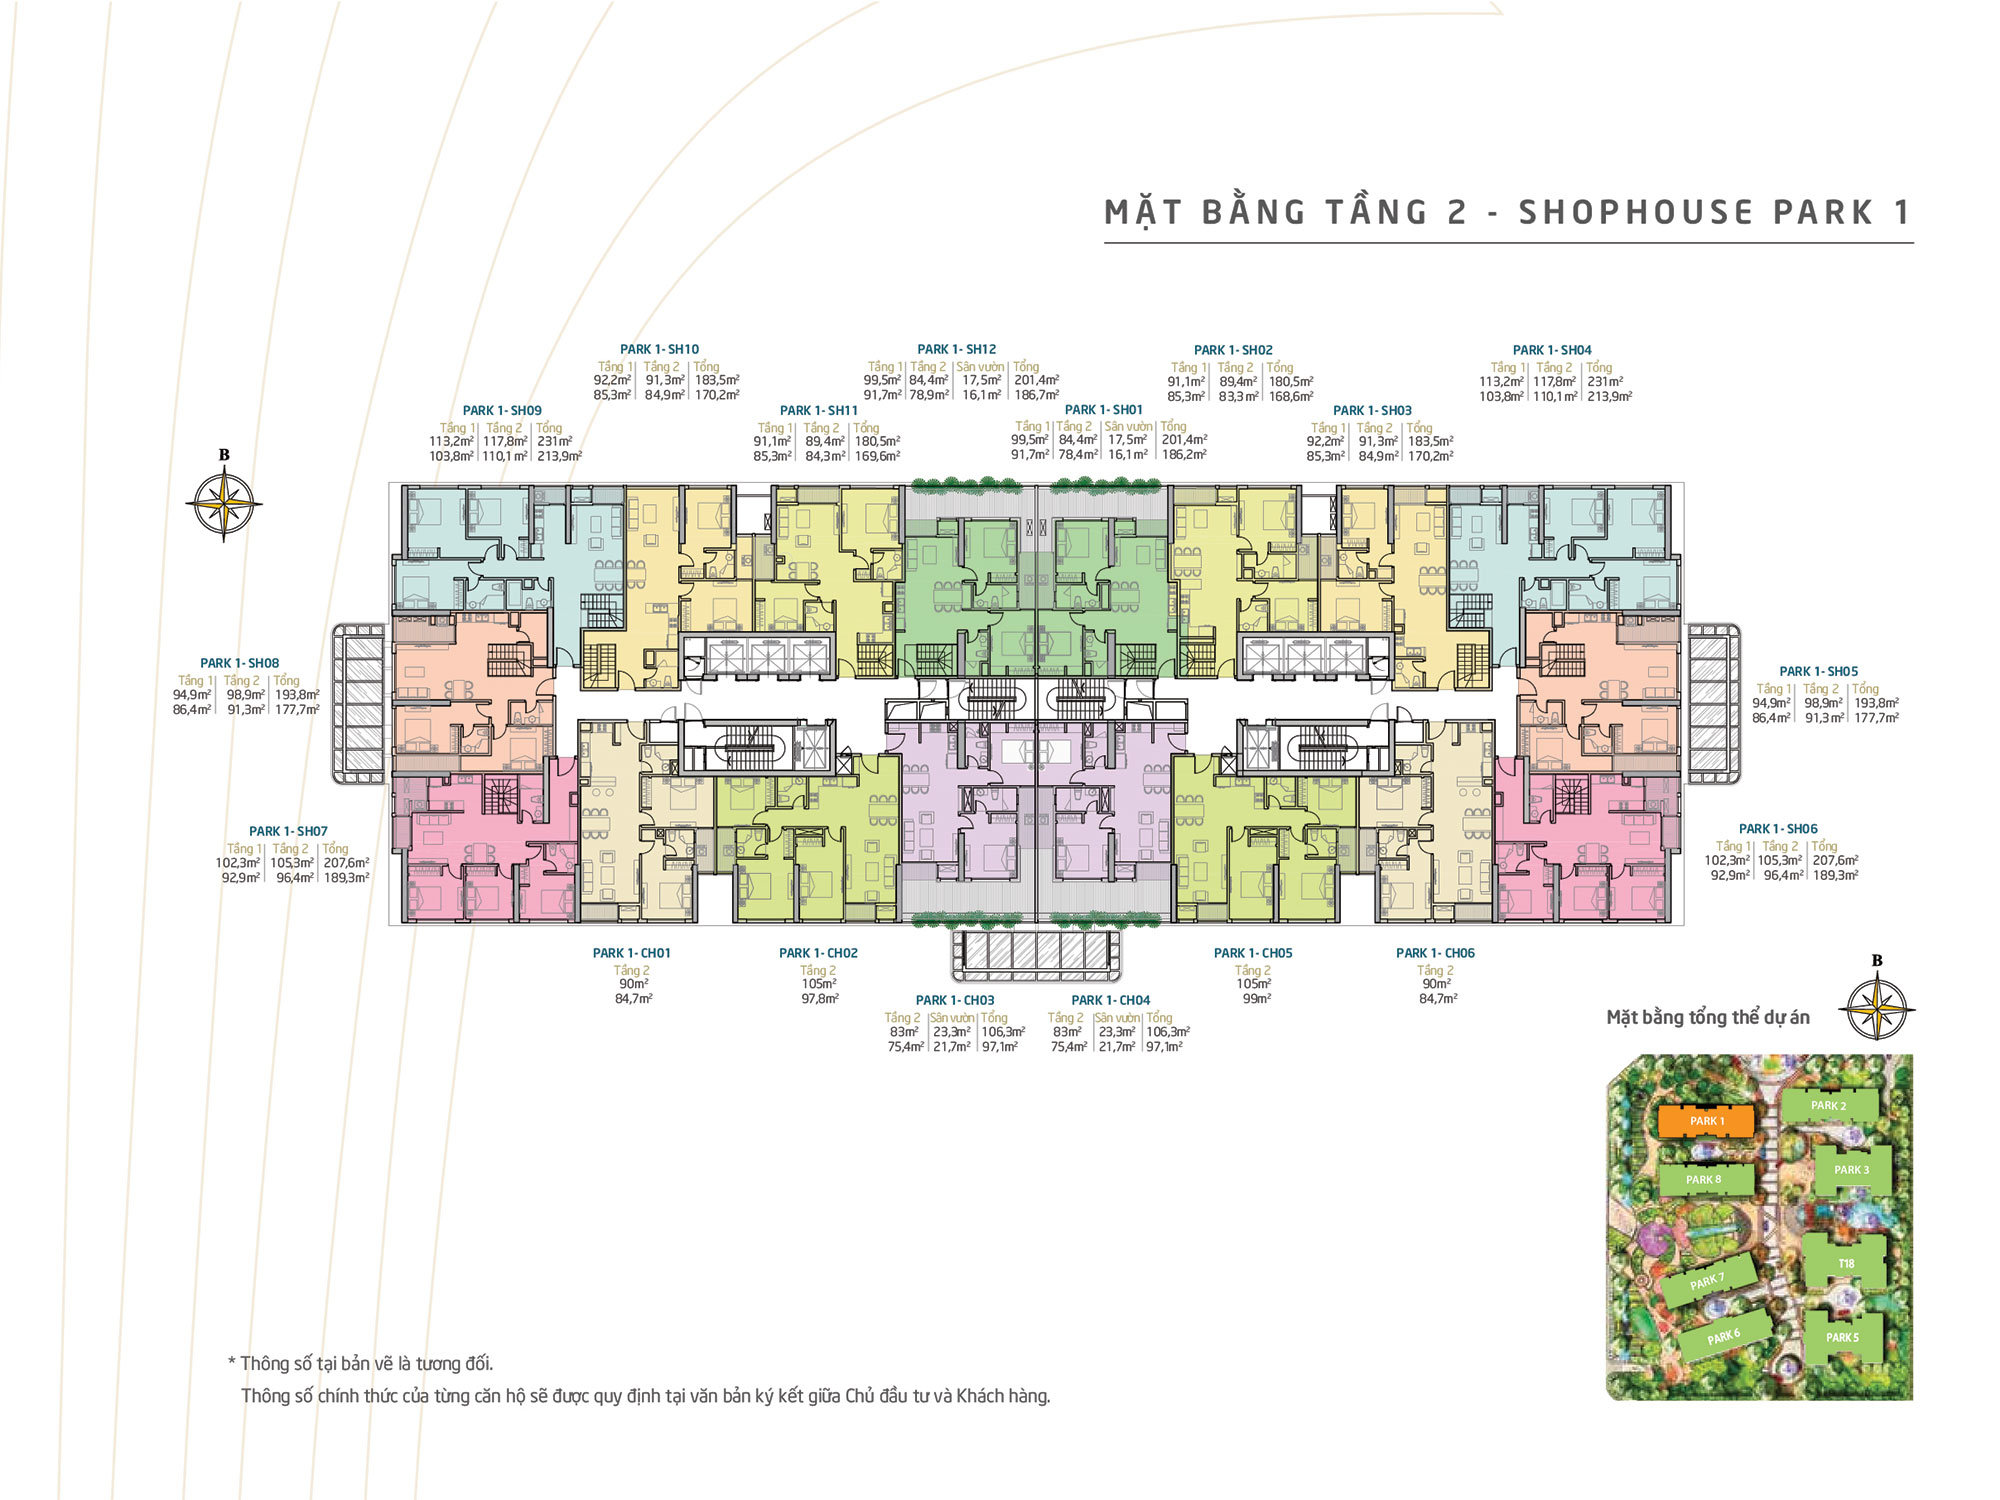 MẶT BẰNG TẦNG 2 - SHOPHOUSE PARK 1
PARK 1- SH10
Tầng 1 Tầng 2 Tổng
92,2m² 91,3m² 183,5m²
85,3m² 84,9m² 170,2m²
PARK 1- SH12
Tầng 1 Tầng 2 Sân vườn Tổng
99,5m² 84,4m² 17,5m² 201,4m²
91,7m² 78,9m² 16,1m² 186,7m²
PARK 1- SH02
Tầng 1 Tầng 2 Tổng
91,1m² 89,4m² 180,5m²
85,3m² 83,3m² 168,6m²
PARK 1- SH04
Tầng 1 Tầng 2 Tổng
113,2m² 117,8m² 231m²
103,8m² 110,1m² 213,9m²
PARK 1- SH09
Tầng 1 Tầng 2 Tổng
113,2m² 117,8m² 231m²
103,8m² 110,1m² 213,9m²
PARK 1- SH11
Tầng 1 Tầng 2 Tổng
91,1m² 89,4m² 180,5m²
85,3m² 84,3m² 169,6m²
PARK 1- SH01
Tầng 1 Tầng 2 Sân vườn Tổng
99,5m² 84,4m² 17,5m² 201,4m²
91,7m² 78,4m² 16,1m² 186,2m²
PARK 1- SH03
Tầng 1 Tầng 2 Tổng
92,2m² 91,3m² 183,5m²
85,3m² 84,9m² 170,2m²
B
PARK 1- SH08
Tầng 1 Tầng 2 Tổng
94,9m² 98,9m² 193,8m²
86,4m² 91,3m² 177,7m²
PARK 1- SH05
Tầng 1 Tầng 2 Tổng
94,9m² 98,9m² 193,8m²
86,4m² 91,3m² 177,7m²
PARK 1- SH07
Tầng 1 Tầng 2 Tổng
102,3m² 105,3m² 207,6m²
92,9m² 96,4m² 189,3m²
PARK 1- SH06
Tầng 1 Tầng 2 Tổng
102,3m² 105,3m² 207,6m²
92,9m² 96,4m² 189,3m²
PARK 1- CH01
Tầng 2
90m²
84,7m²
PARK 1- CH02
Tầng 2
105m²
97,8m²
PARK 1- CH05
Tầng 2
105m²
99m²
PARK 1- CH06
Tầng 2
90m²
84,7m²
PARK 1- CH03
Tầng 2 Sân vườn Tổng
83m² 23,3m² 106,3m²
75,4m² 21,7m² 97,1m²
PARK 1- CH04
Tầng 2 Sân vườn Tổng
83m² 23,3m² 106,3m²
75,4m² 21,7m² 97,1m²
B
Mặt bằng tổng thể dự án
PARK 2
PARK 1
PARK 3
PARK 8
T18
PARK 7
PARK 6
PARK 5
* Thông số tại bản vẽ là tương đối.
Thông số chính thức của từng căn hộ sẽ được quy định tại văn bản ký kết giữa Chủ đầu tư và Khách hàng.